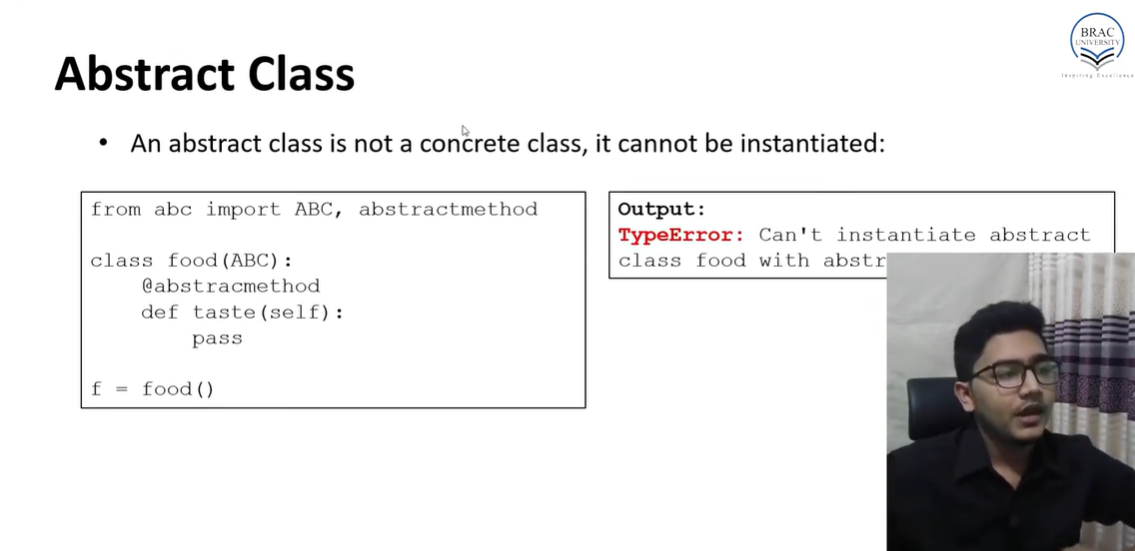 BRAC
UNIVERSITY
Inspiring Excellence
Abstract Class
• An abstract class is not a concrete class, it cannot be instantiated:
from abc import ABC, abstractmethod
class food(ABC):
@abstracmethod
def taste(self):
pass
f = food()
Output:
TypeError: Can't instantiate abstract
class food with abstr